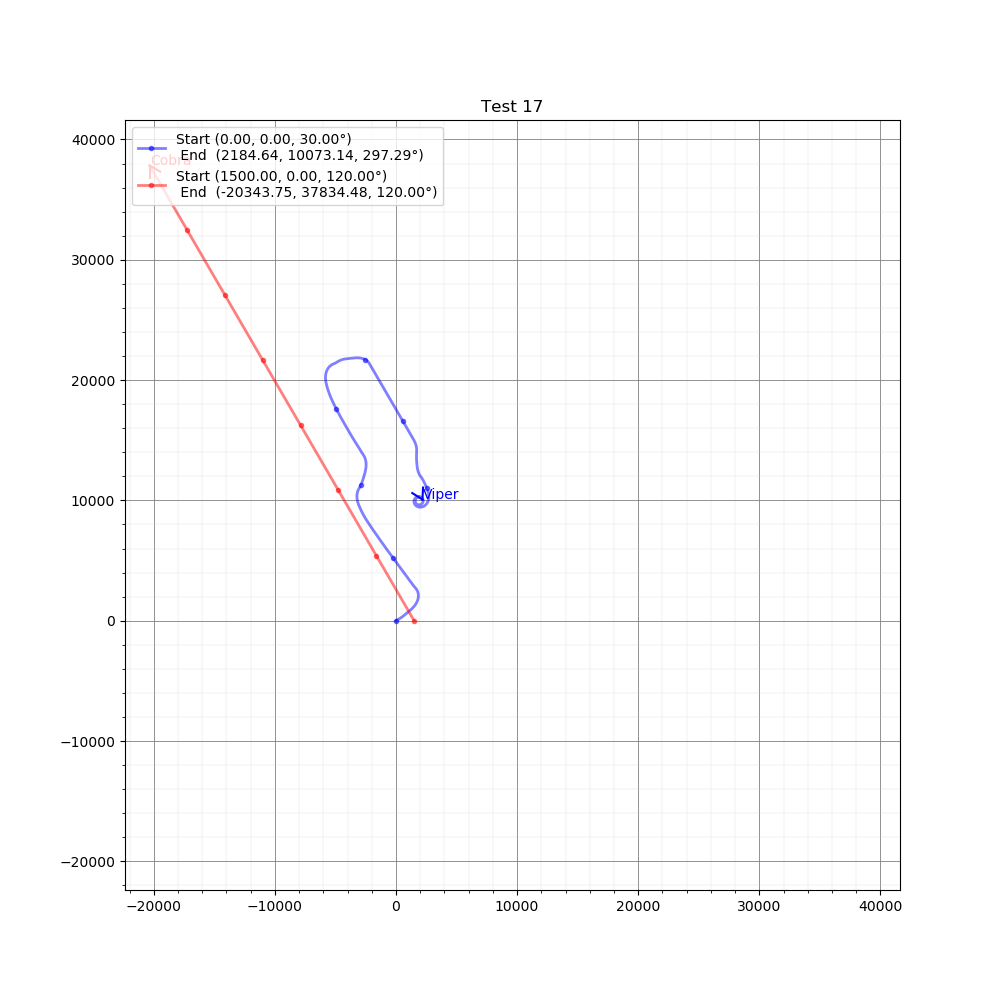 Test 17
Start (0.00, 0.00, 30.00°)
End (2184.64, 10073.14, 297.29°)
Start (1500.00, 0.00, 120.00°)
End (-20343.75, 37834.48, 120.00°)
Cobra
Viper
40000
30000
20000
10000
0
−10000
−20000
−20000 −10000 0 10000 20000 30000 40000